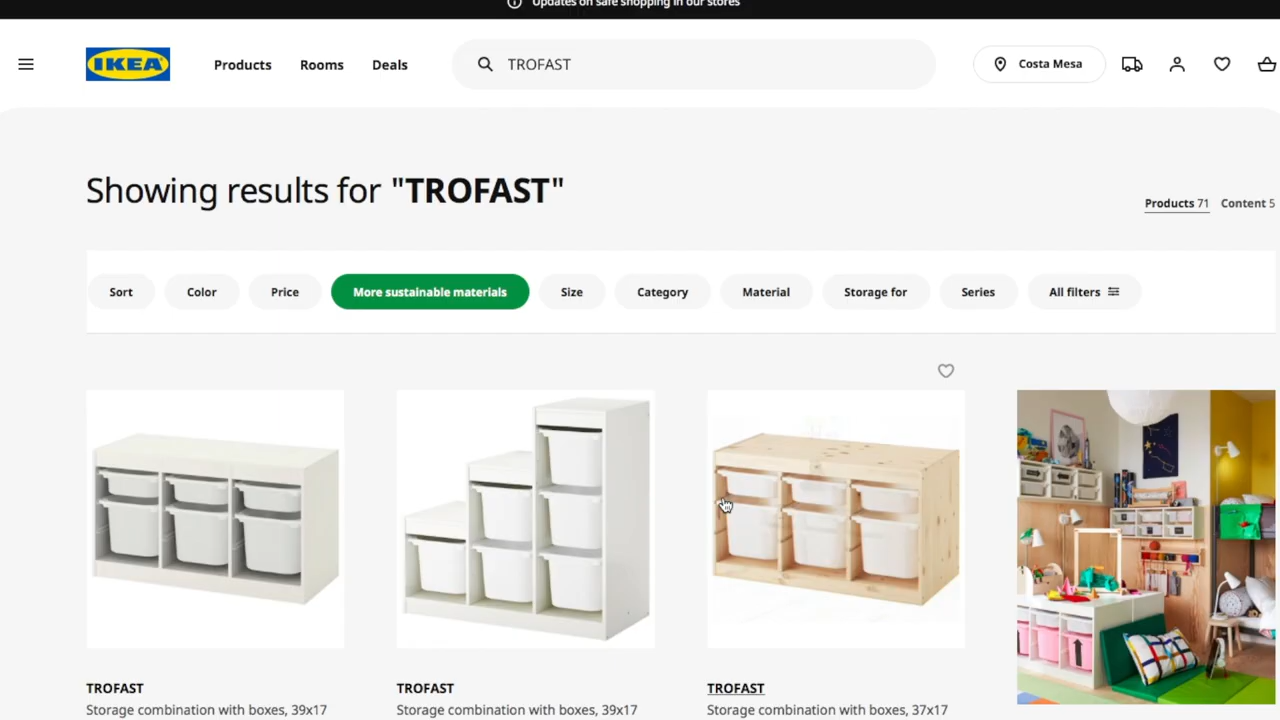 Updates on safe shopping in our stores
IKEA Products Rooms Deals TROFAST Costa Mesa
Showing results for "TROFAST"
Products 71 Content 5
Sort Color Price More sustainable materials Size Category Material Storage for Series All filters
TROFAST TROFAST TROFAST
Storage combination with boxes, 39x17 Storage combination with boxes, 39x17 Storage combination with boxes, 37x17